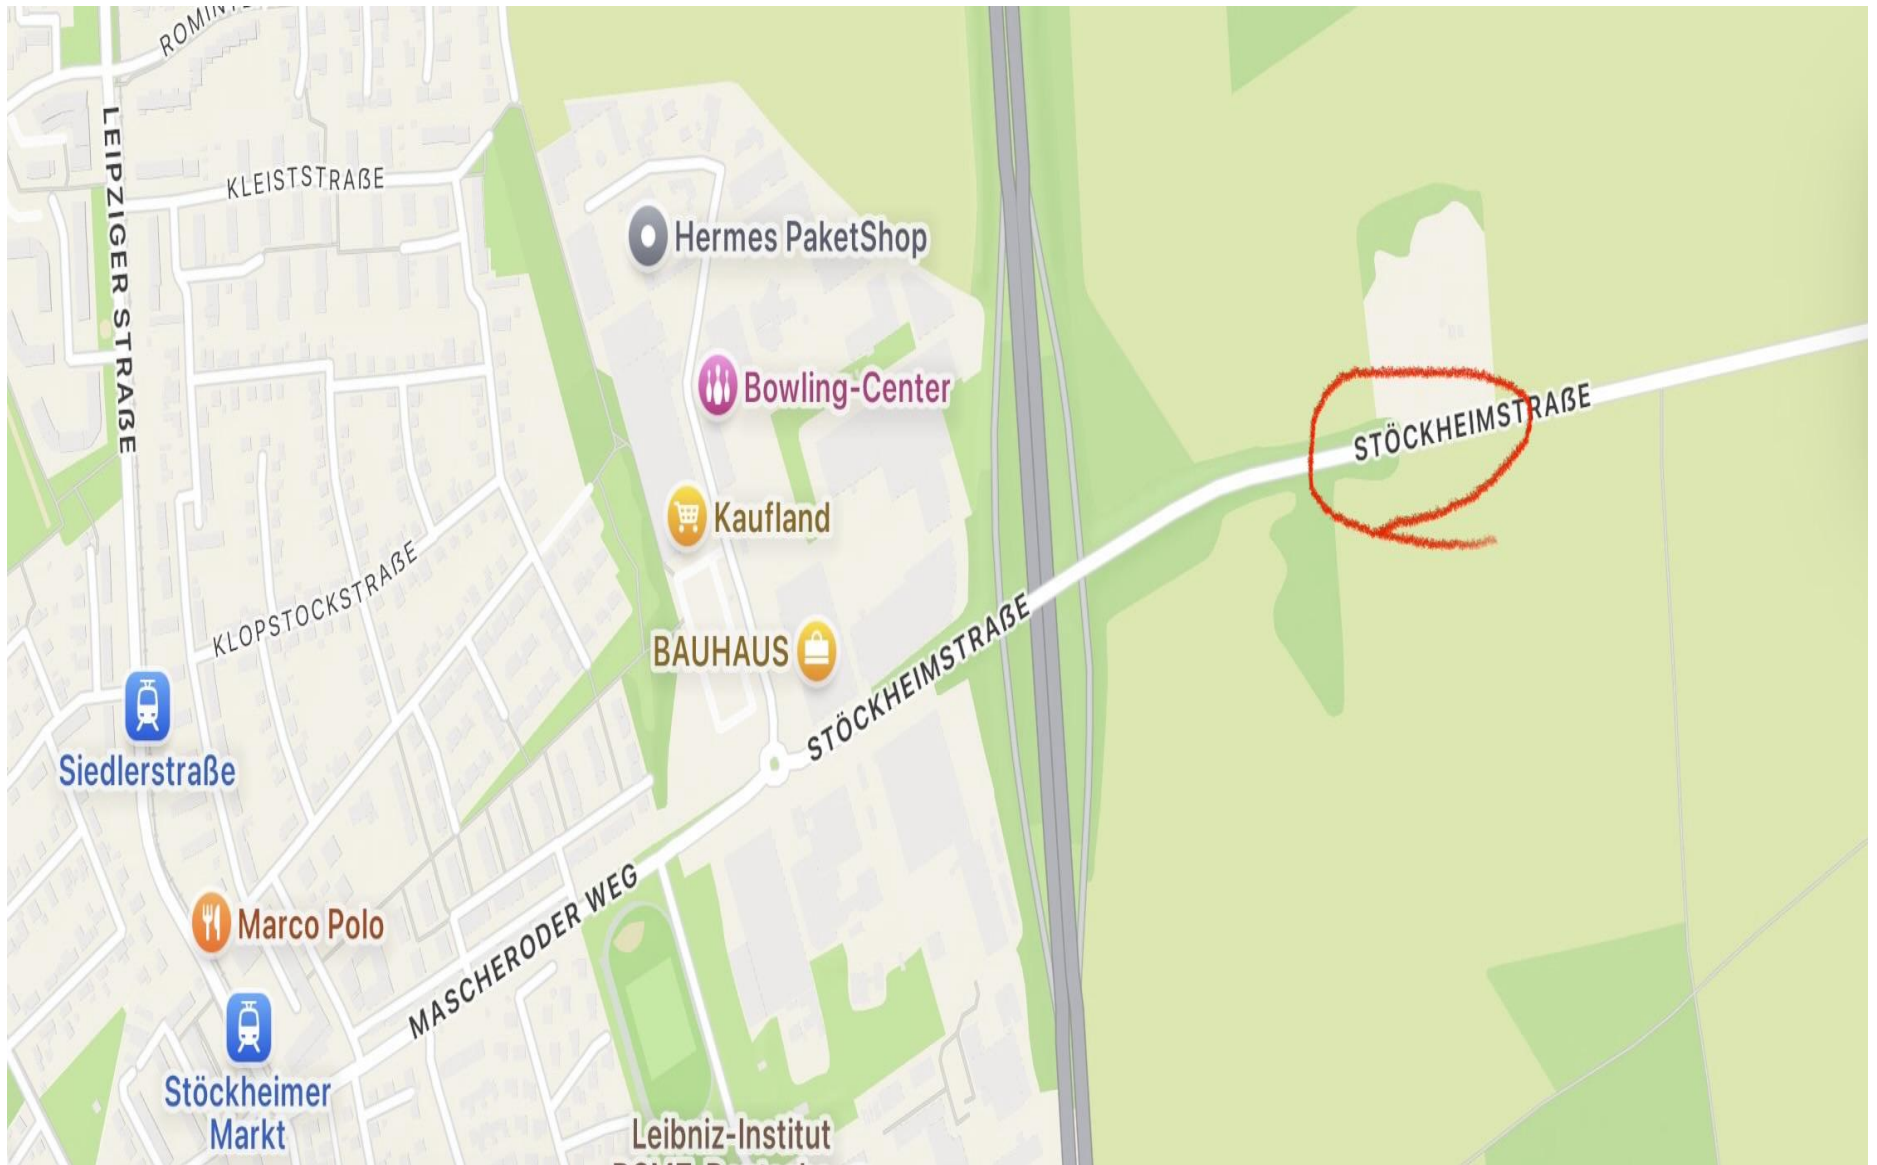 ROMINT
LEIPZIGER STRAßE
KLEISTSTRAßE
Hermes PaketShop
Bowling-Center
STÖCKHEIMSTRAßE
Kaufland
KLOPSTOCKSTRAßE
BAUHAUS
STÖCKHEIMSTRAßE
Siedlerstraße
MASCHERODER WEG
Marco Polo
Stöckheimer
Markt
Leibniz-Institut